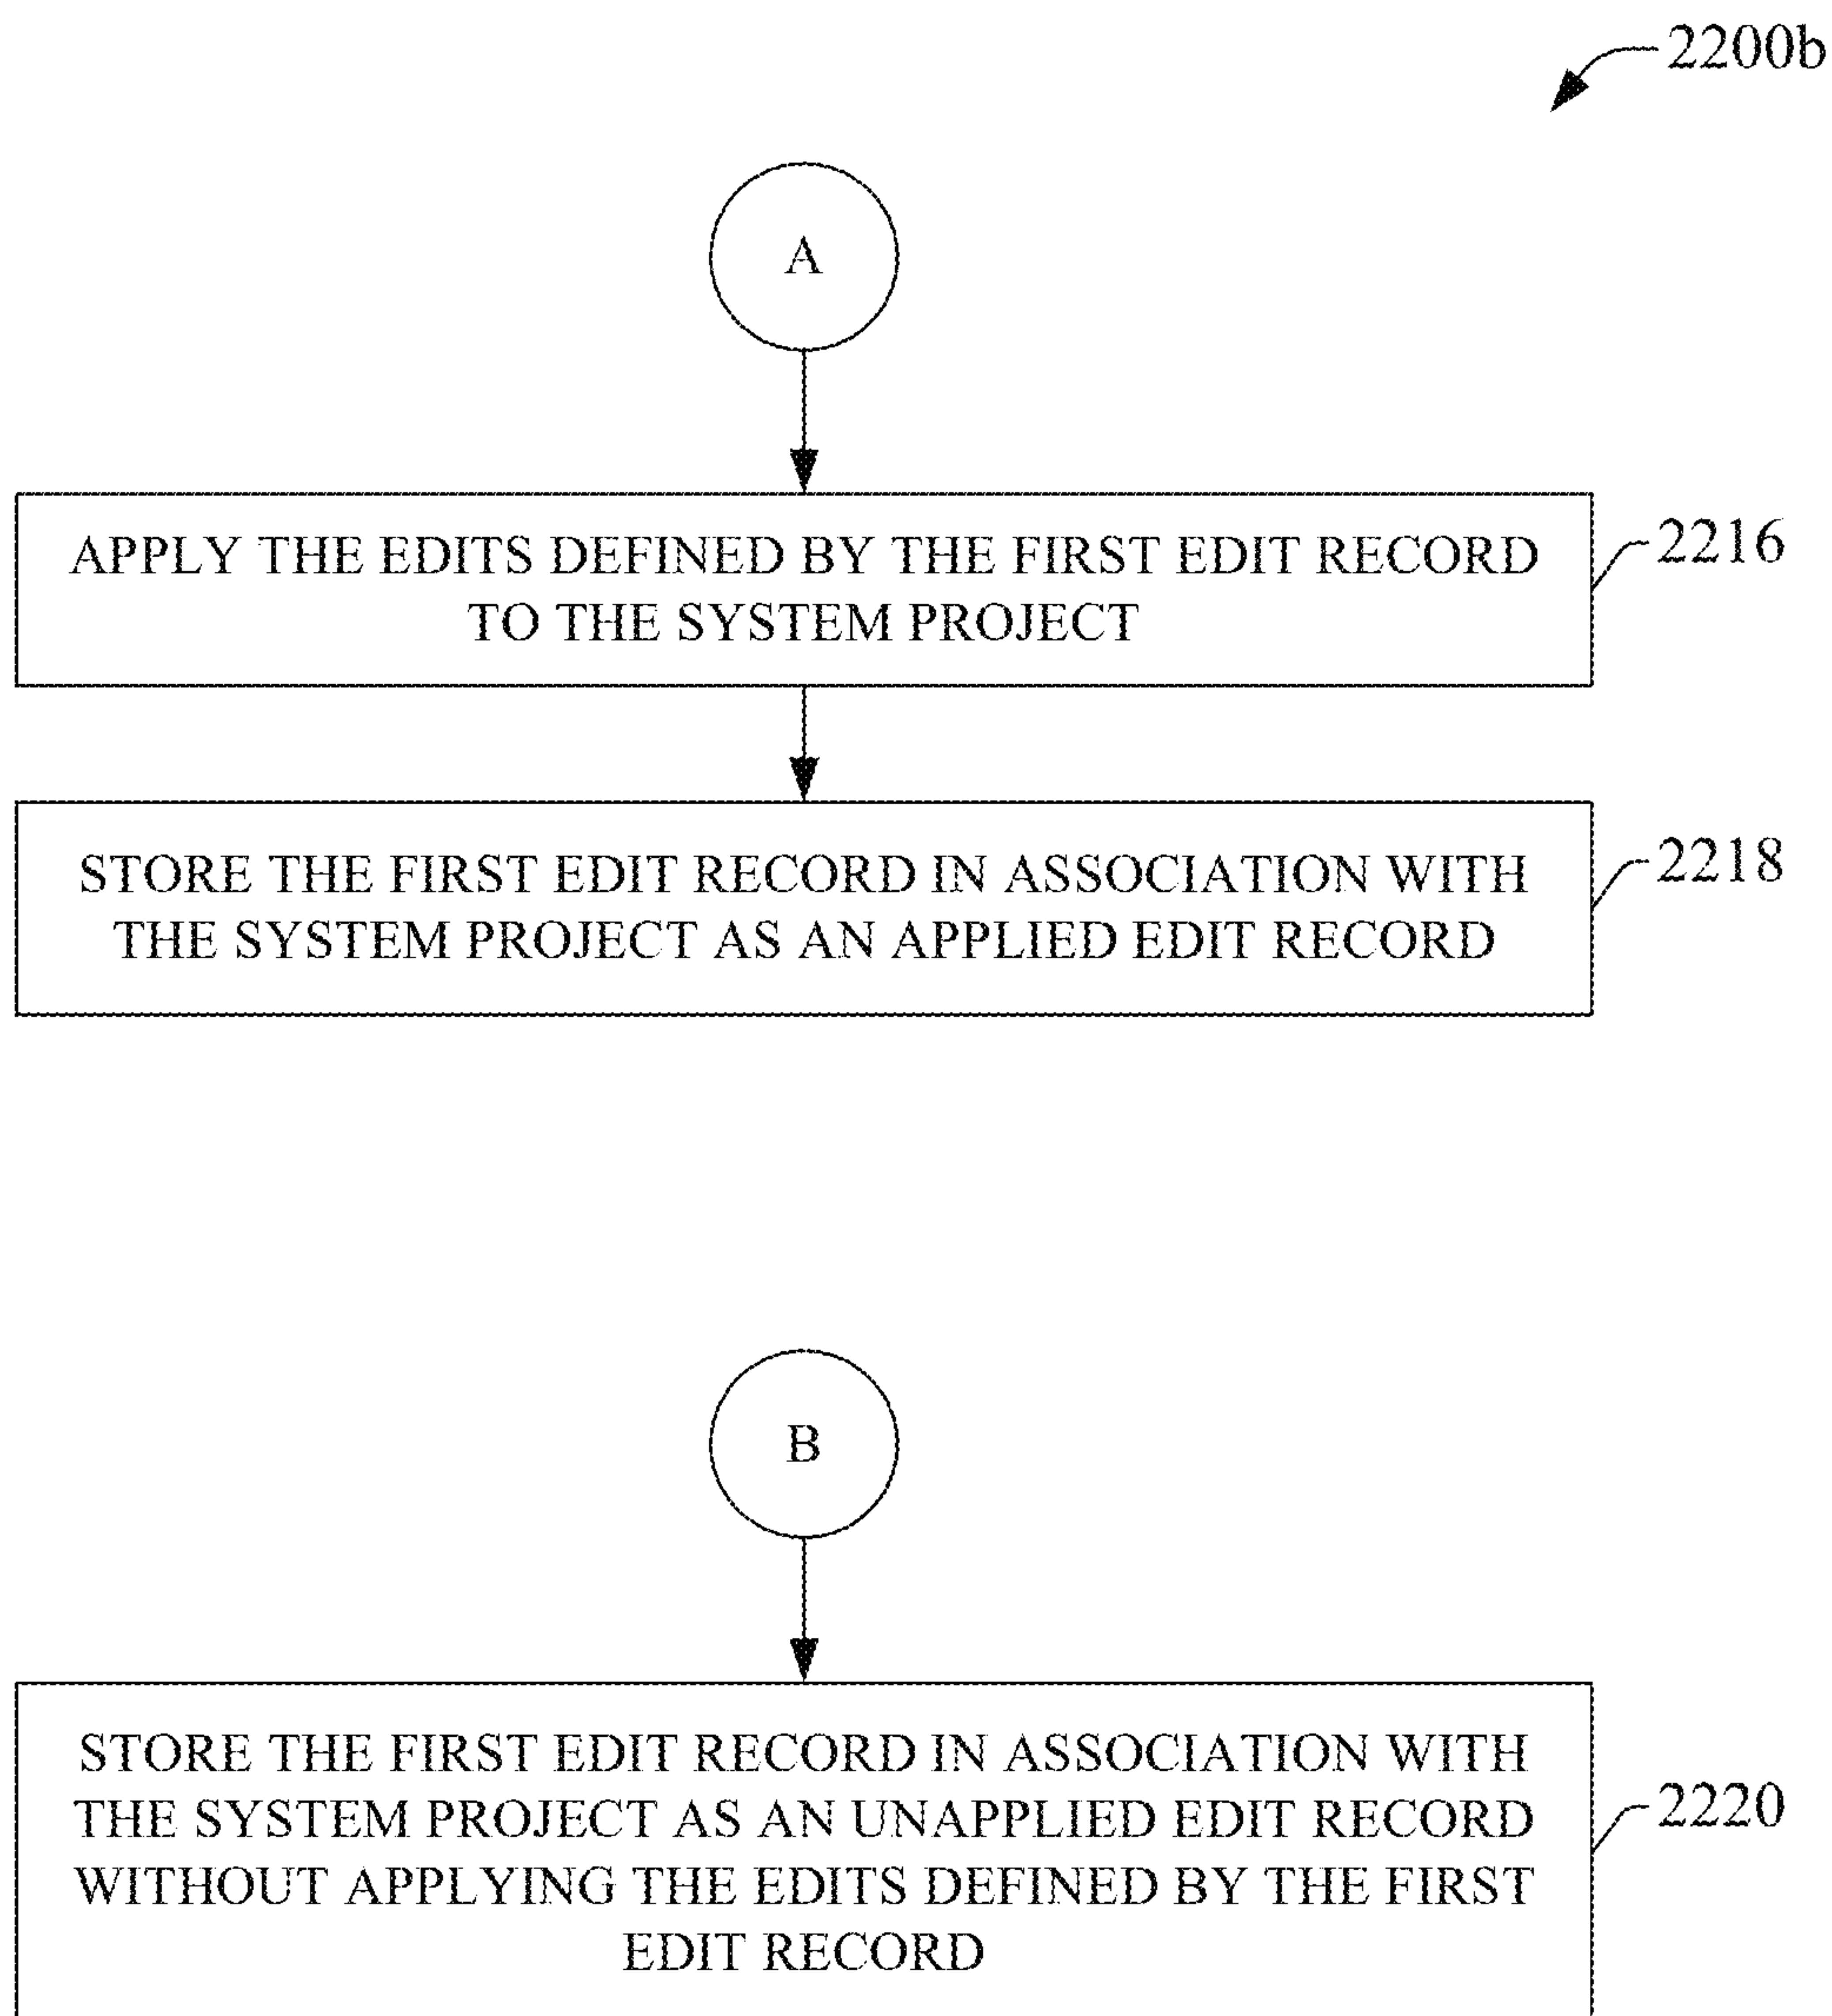 2200b
A
APPLY THE EDITS DEFINED BY THE FIRST EDIT RECORD
TO THE SYSTEM PROJECT
2216
STORE THE FIRST EDIT RECORD IN ASSOCIATION WITH
THE SYSTEM PROJECT AS AN APPLIED EDIT RECORD
2218
B
STORE THE FIRST EDIT RECORD IN ASSOCIATION WITH
THE SYSTEM PROJECT AS AN UNAPPLIED EDIT RECORD
WITHOUT APPLYING THE EDITS DEFINED BY THE FIRST
EDIT RECORD
2220